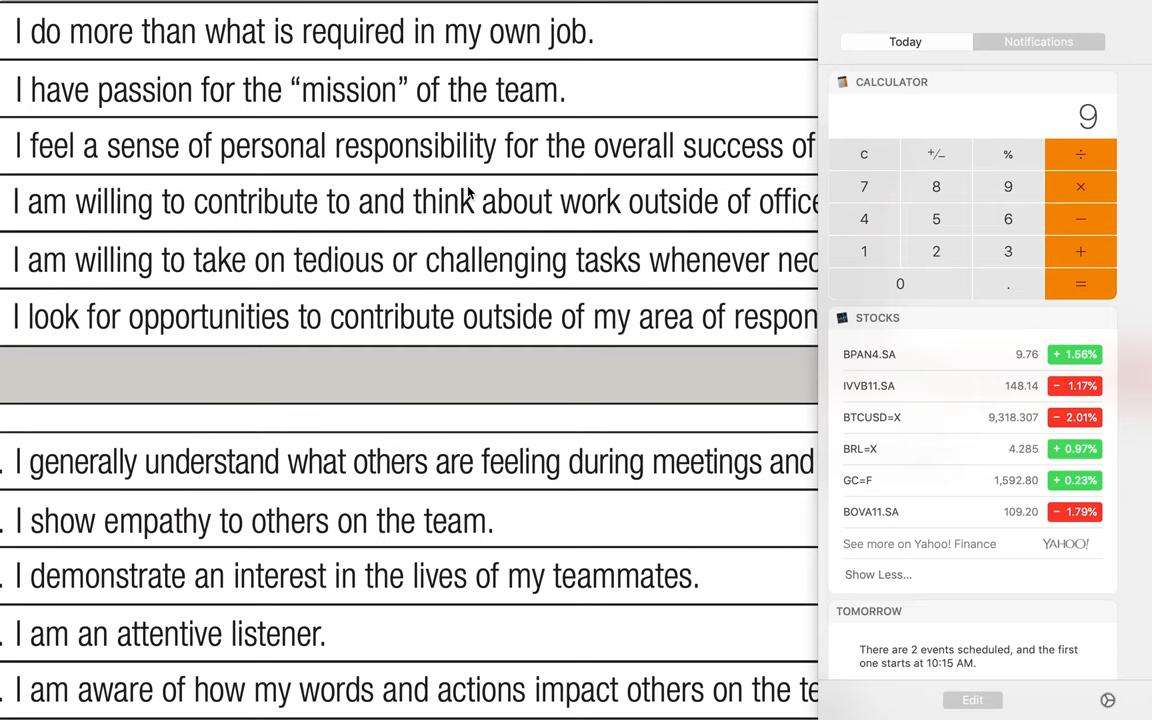 I do more than what is required in my own job.
I have passion for the “mission” of the team.
I feel a sense of personal responsibility for the overall success of
I am willing to contribute to and think about work outside of office
I am willing to take on tedious or challenging tasks whenever nec
I look for opportunities to contribute outside of my area of respon
. I generally understand what others are feeling during meetings and
. I show empathy to others on the team.
. I demonstrate an interest in the lives of my teammates.
. I am an attentive listener.
. I am aware of how my words and actions impact others on the te
Today Notifications
CALCULATOR
9
C +/− % ÷
7 8 9 ×
4 5 6 −
1 2 3 +
0 . =
STOCKS
BPAN4.SA 9.76 + 1.56%
IVVB11.SA 148.14 − 1.17%
BTCUSD=X 9,318.307 − 2.01%
BRL=X 4.285 + 0.97%
GC=F 1,592.80 + 0.23%
BOVA11.SA 109.20 − 1.79%
See more on Yahoo! Finance YAHOO!
Show Less...
TOMORROW
There are 2 events scheduled, and the first
one starts at 10:15 AM.
Edit